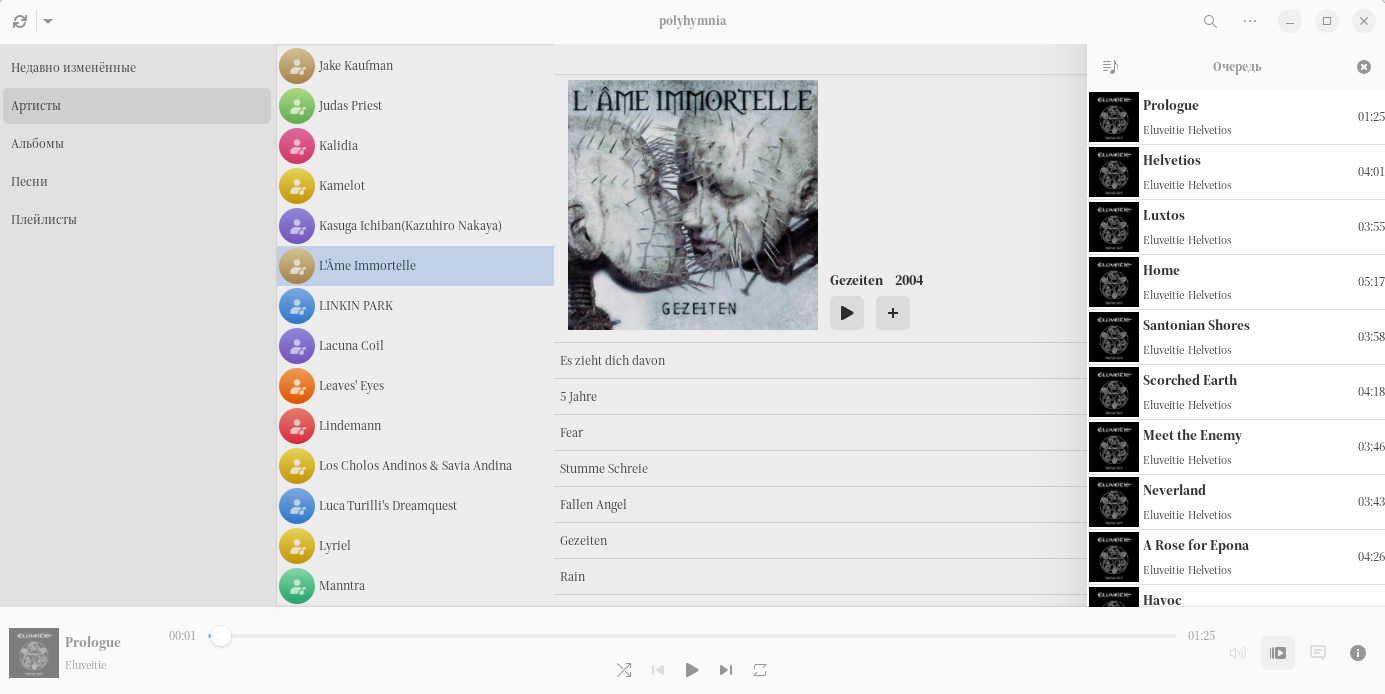 polyhymnia
Недавно изменённые
Артисты
Альбомы
Песни
Плейлисты
Jake Kaufman
Judas Priest
Kalidia
Kamelot
Kasuga Ichiban(Kazuhiro Nakaya)
L'Âme Immortelle
LINKIN PARK
Lacuna Coil
Leaves' Eyes
Lindemann
Los Cholos Andinos & Savia Andina
Luca Turilli's Dreamquest
Lyriel
Manntra
L'ÂME IMMORTELLE
GEZEITEN
Gezeiten 2004
Es zieht dich davon
5 Jahre
Fear
Stumme Schreie
Fallen Angel
Gezeiten
Rain
Очередь
Prologue
Eluveitie Helvetios
01:25
Helvetios
Eluveitie Helvetios
04:01
Luxtos
Eluveitie Helvetios
03:55
Home
Eluveitie Helvetios
05:17
Santonian Shores
Eluveitie Helvetios
03:58
Scorched Earth
Eluveitie Helvetios
04:18
Meet the Enemy
Eluveitie Helvetios
03:46
Neverland
Eluveitie Helvetios
03:43
A Rose for Epona
Eluveitie Helvetios
04:26
Havoc
Prologue
Eluveitie
00:01
01:25